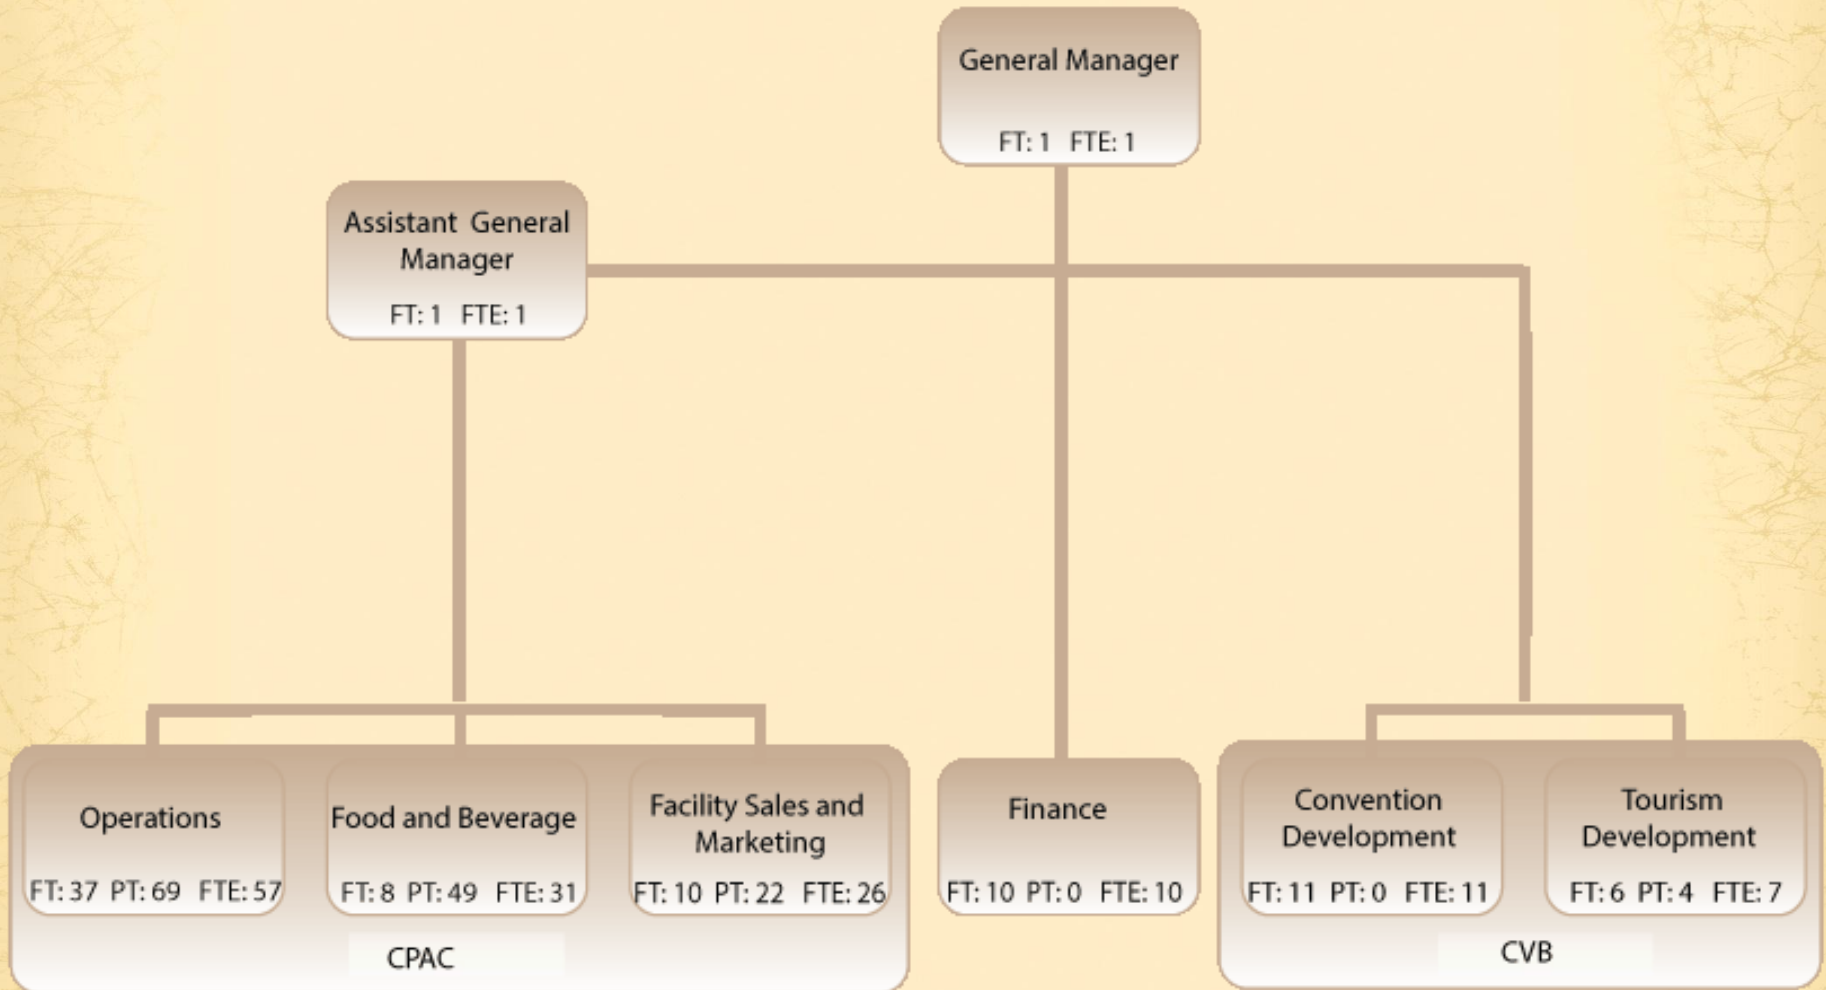 General Manager
FT: 1 FTE: 1
Assistant General
Manager
FT: 1 FTE: 1
Operations
FT: 37 PT: 69 FTE: 57
Food and Beverage
FT: 8 PT: 49 FTE: 31
Facility Sales and
Marketing
FT: 10 PT: 22 FTE: 26
CPAC
Finance
FT: 10 PT: 0 FTE: 10
Convention
Development
FT: 11 PT: 0 FTE: 11
Tourism
Development
FT: 6 PT: 4 FTE: 7
CVB